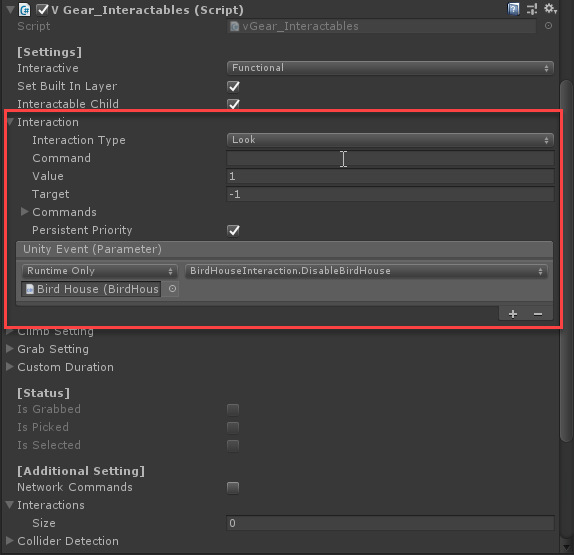 V Gear_Interactables (Script)
Script vGear_Interactables
[Settings]
Interactive Functional
Set Built In Layer
Interactable Child
Interaction
Interaction Type Look
Command
Value 1
Target -1
Commands
Persistent Priority
Unity Event (Parameter)
Runtime Only BirdHouseInteraction.DisableBirdHouse
Bird House (BirdHous
Climb Setting
Grab Setting
Custom Duration
[Status]
Is Grabbed
Is Picked
Is Selected
[Additional Setting]
Network Commands
Interactions
Size 0
Collider Detection